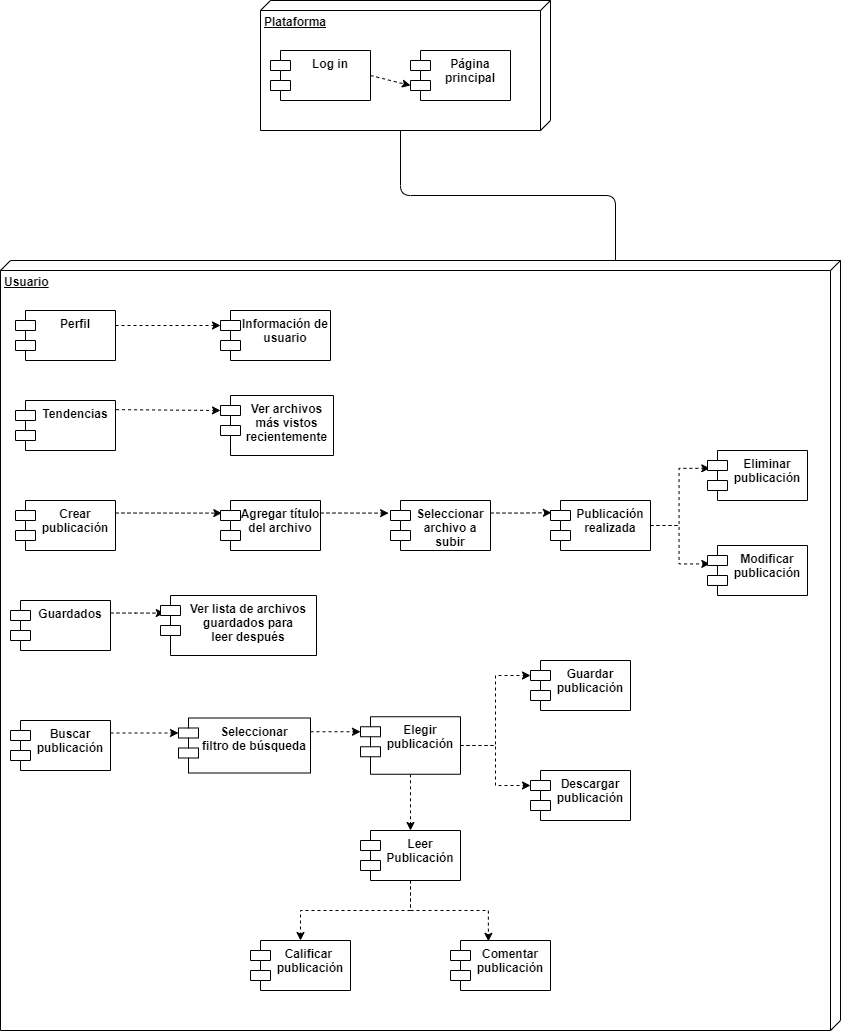 Plataforma
Log in
Página
principal
Usuario
Perfil
Información de
usuario
Tendencias
Ver archivos
más vistos
recientemente
Crear
publicación
Agregar título
del archivo
Seleccionar
archivo a
subir
Publicación
realizada
Eliminar
publicación
Modificar
publicación
Guardados
Ver lista de archivos
guardados para
leer después
Buscar
publicación
Seleccionar
filtro de búsqueda
Elegir
publicación
Guardar
publicación
Descargar
publicación
Leer
Publicación
Calificar
publicación
Comentar
publicación